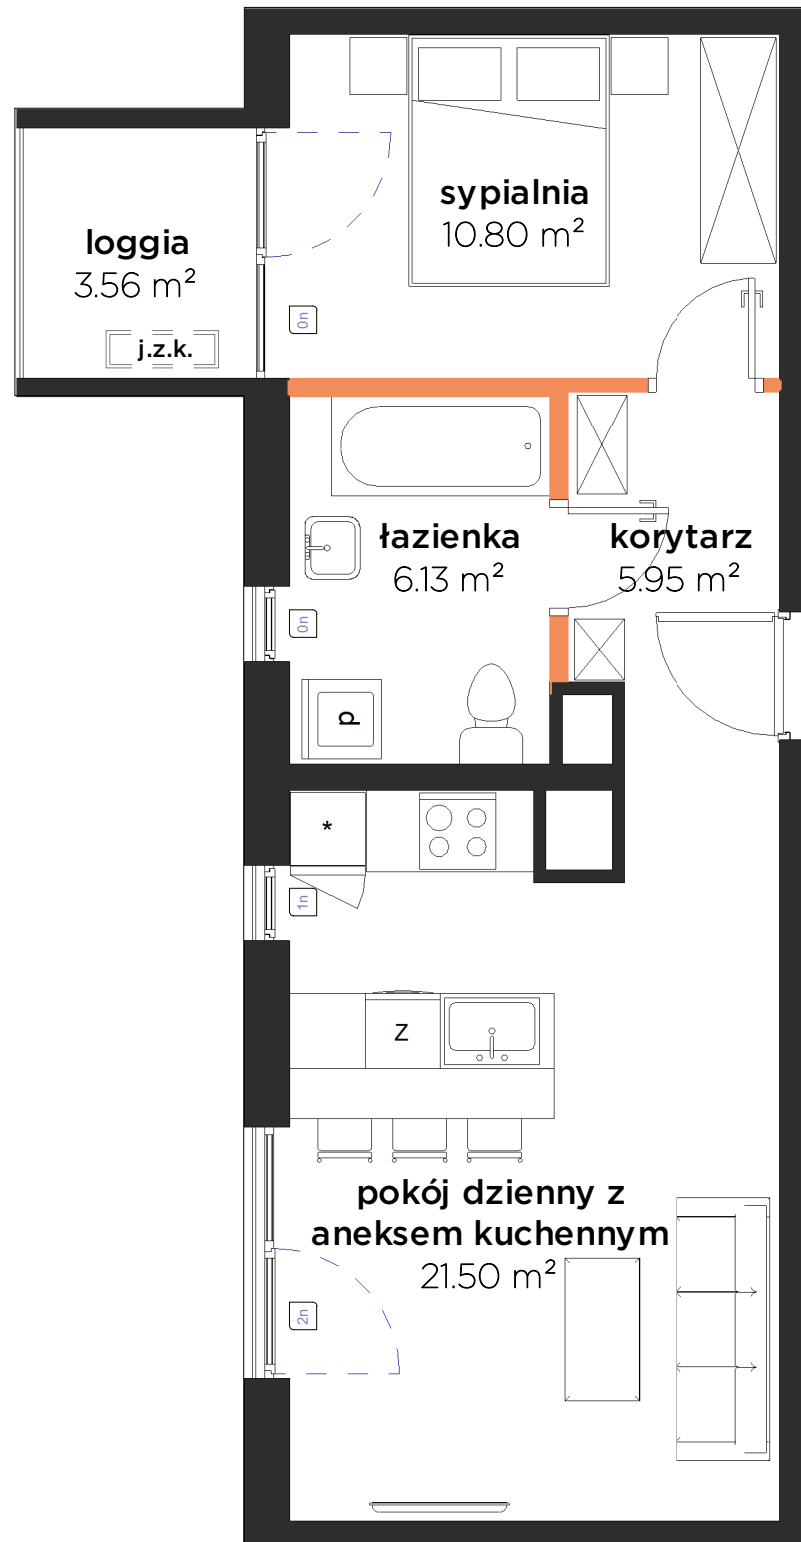 sypialnia
10.80 m²
loggia
3.56 m²
j.z.k.
0n
łazienka
6.13 m²
korytarz
5.95 m²
0n
p
*
1n
Z
pokój dzienny z
aneksem kuchennym
21.50 m²
2n